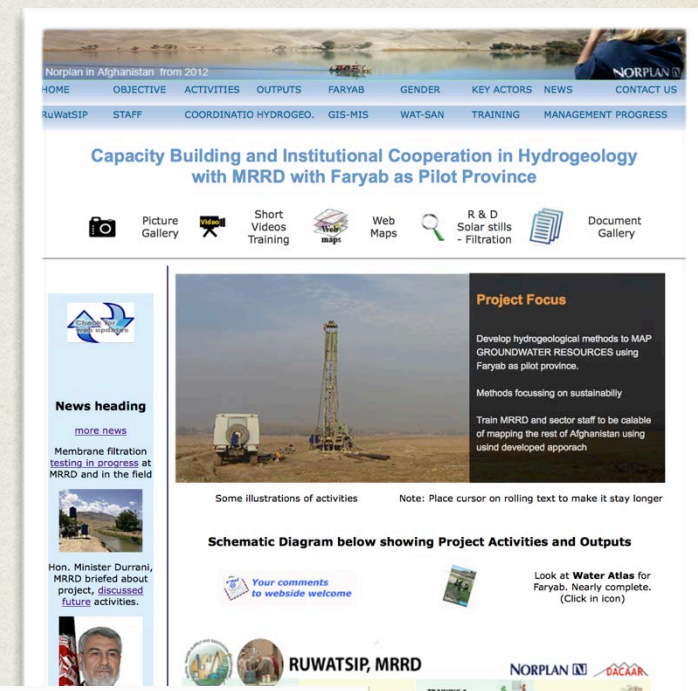 Norplan in Afghanistan from 2012
NORPLAN
HOME OBJECTIVE ACTIVITIES OUTPUTS FARYAB GENDER KEY ACTORS NEWS CONTACT US
RuWatSIP STAFF COORDINATIO HYDROGEO. GIS-MIS WAT-SAN TRAINING MANAGEMENT PROGRESS
Capacity Building and Institutional Cooperation in Hydrogeology
with MRRD with Faryab as Pilot Province
Picture
Gallery
Video
Short
Videos
Training
Web
maps
Web
Maps
R & D
Solar stills
- Filtration
Document
Gallery
Check for
web updates
News heading
more news
Membrane filtration
testing in progress at
MRRD and in the field
Hon. Minister Durrani,
MRRD briefed about
project, discussed
future activities.
Project Focus
Develop hydrogeological methods to MAP
GROUNDWATER RESOURCES using
Faryab as pilot province.
Methods focussing on sustainabilly
Train MRRD and sector staff to be calable
of mapping the rest of Afghanistan using
usind developed apporach
Some illustrations of activities
Note: Place cursor on rolling text to make it stay longer
Schematic Diagram below showing Project Activities and Outputs
Your comments
to webside welcome
Look at Water Atlas for
Faryab. Nearly complete.
(Click in icon)
RUWATSIP, MRRD
NORPLAN
DACAAR
TRAINING &